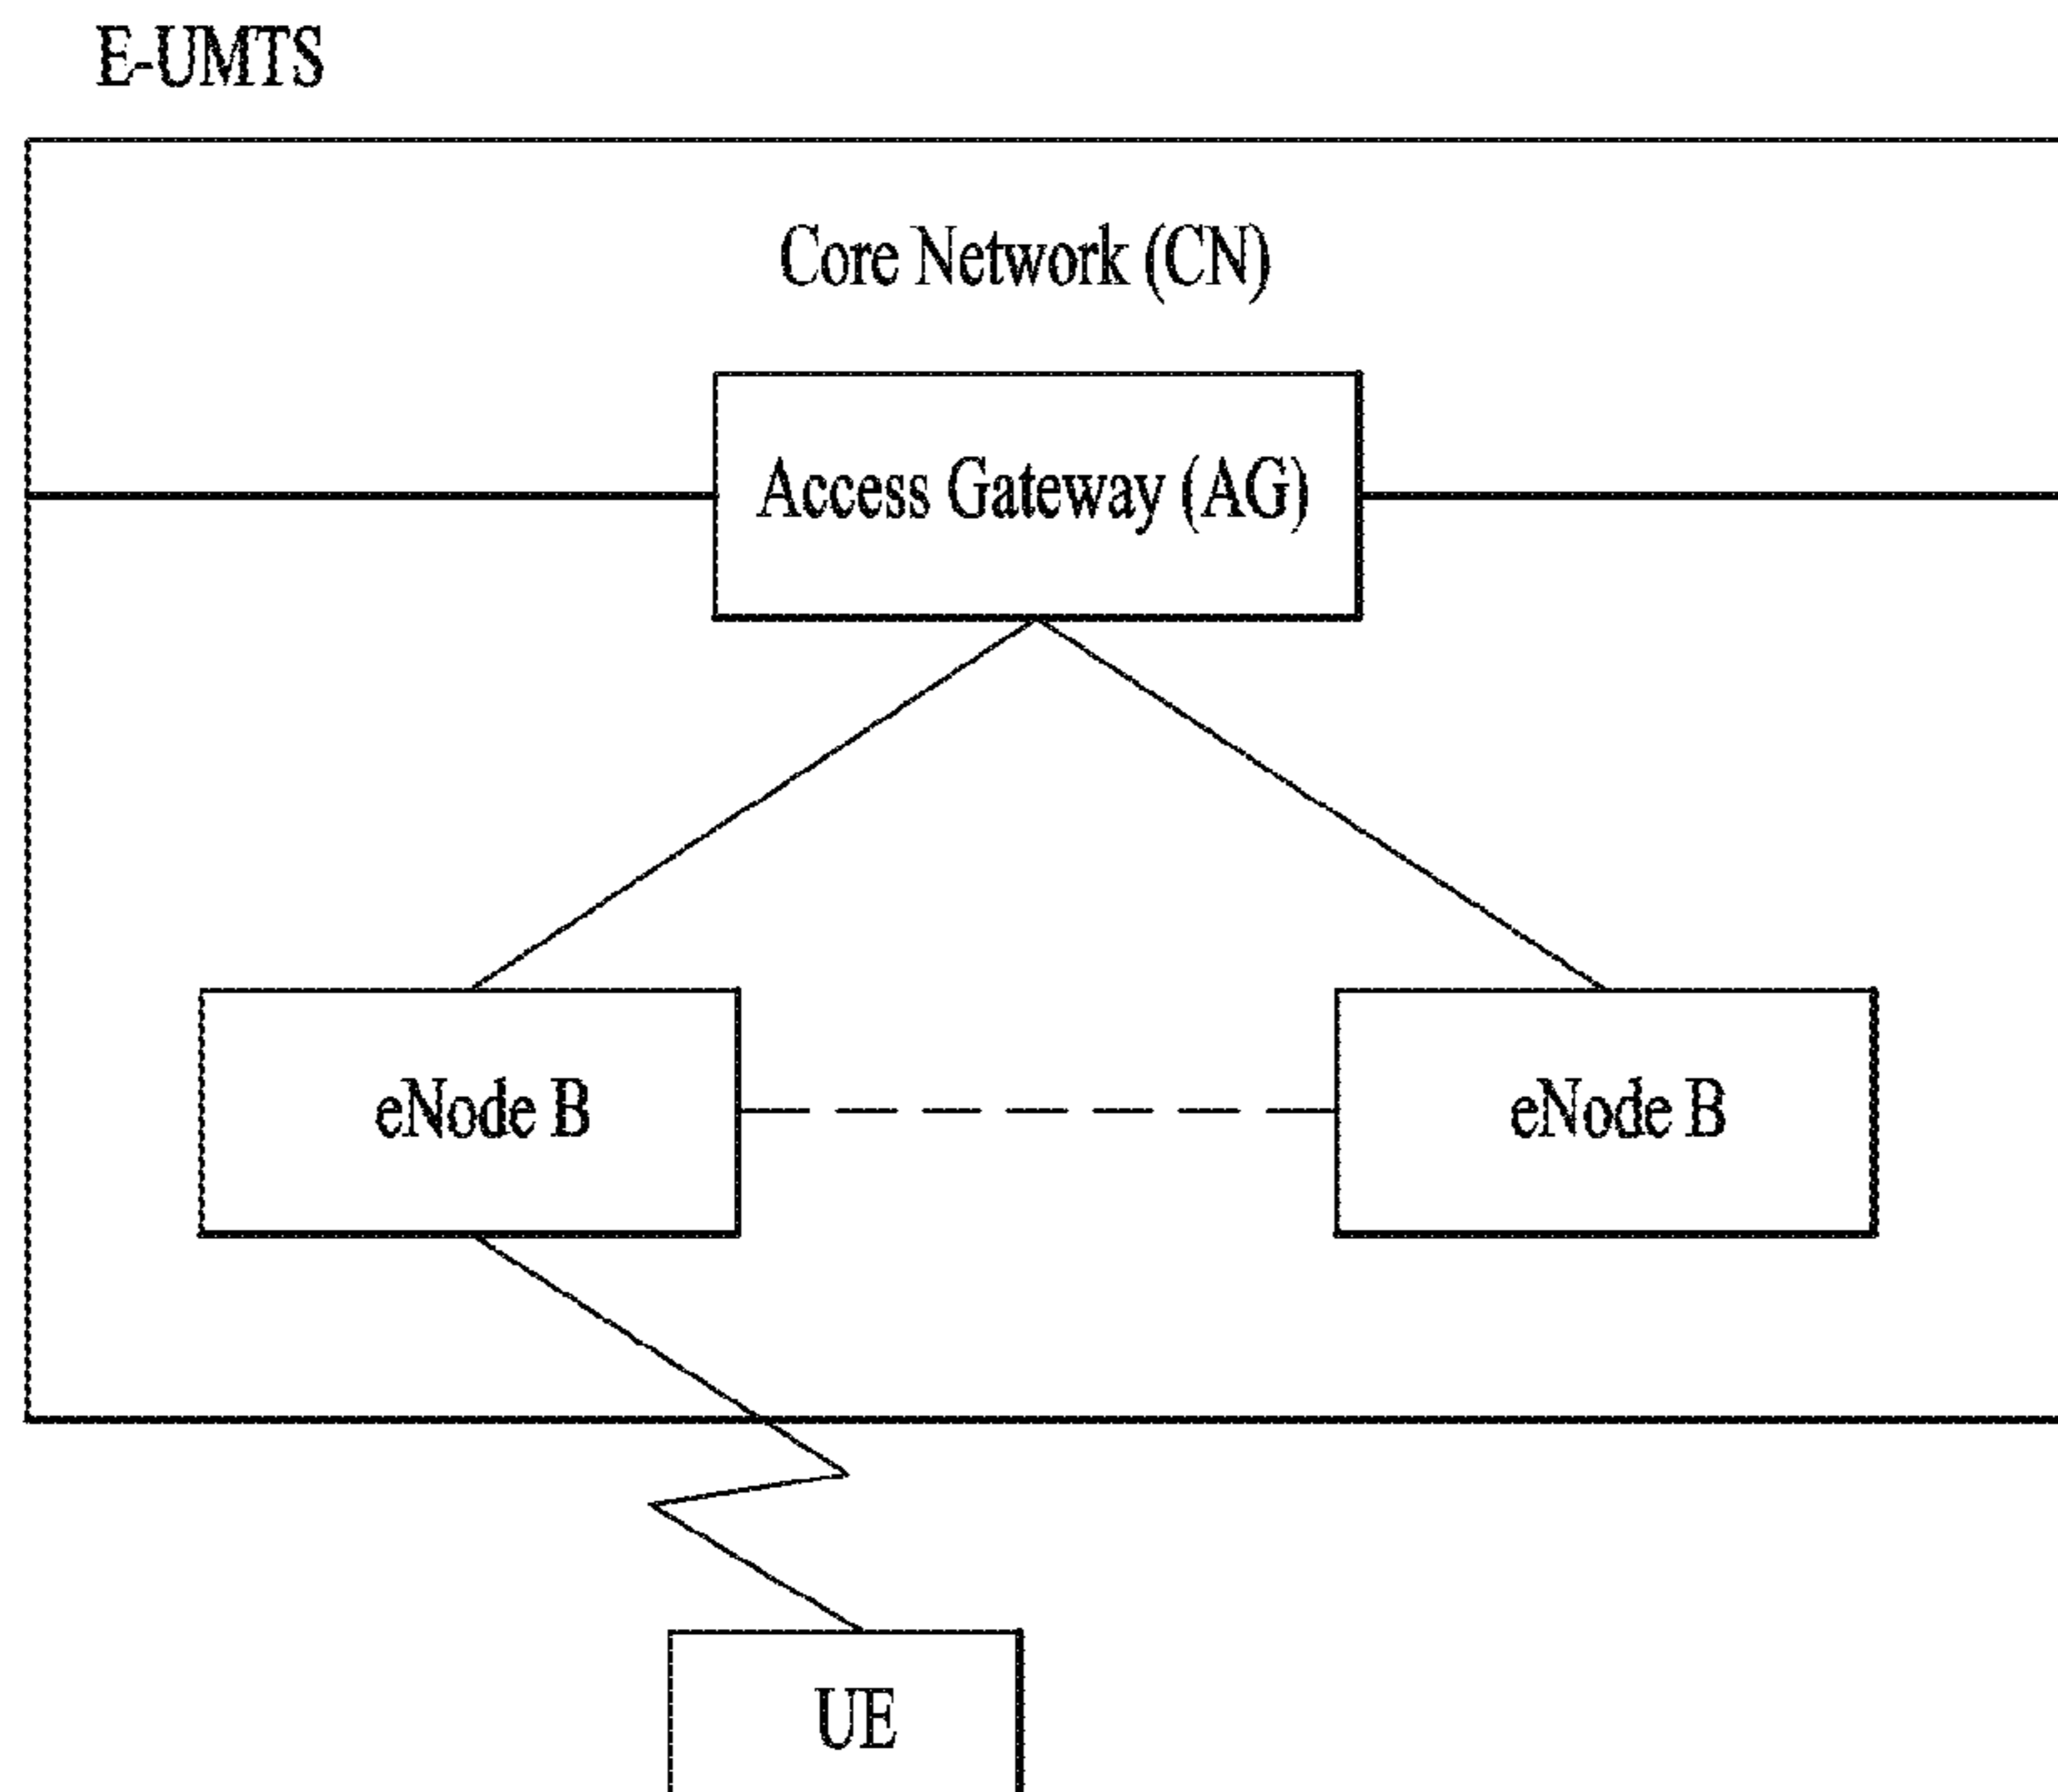 E-UMTS
Core Network (CN)
Access Gateway (AG)
eNode B
eNode B
UE